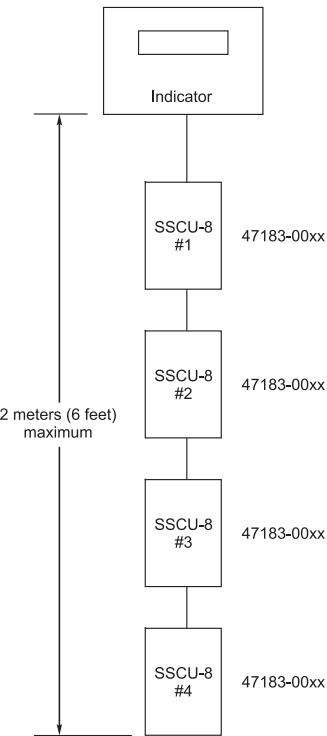 Indicator
SSCU-8
#1
47183-00xx
SSCU-8
#2
47183-00xx
2 meters (6 feet)
maximum
SSCU-8
#3
47183-00xx
SSCU-8
#4
47183-00xx